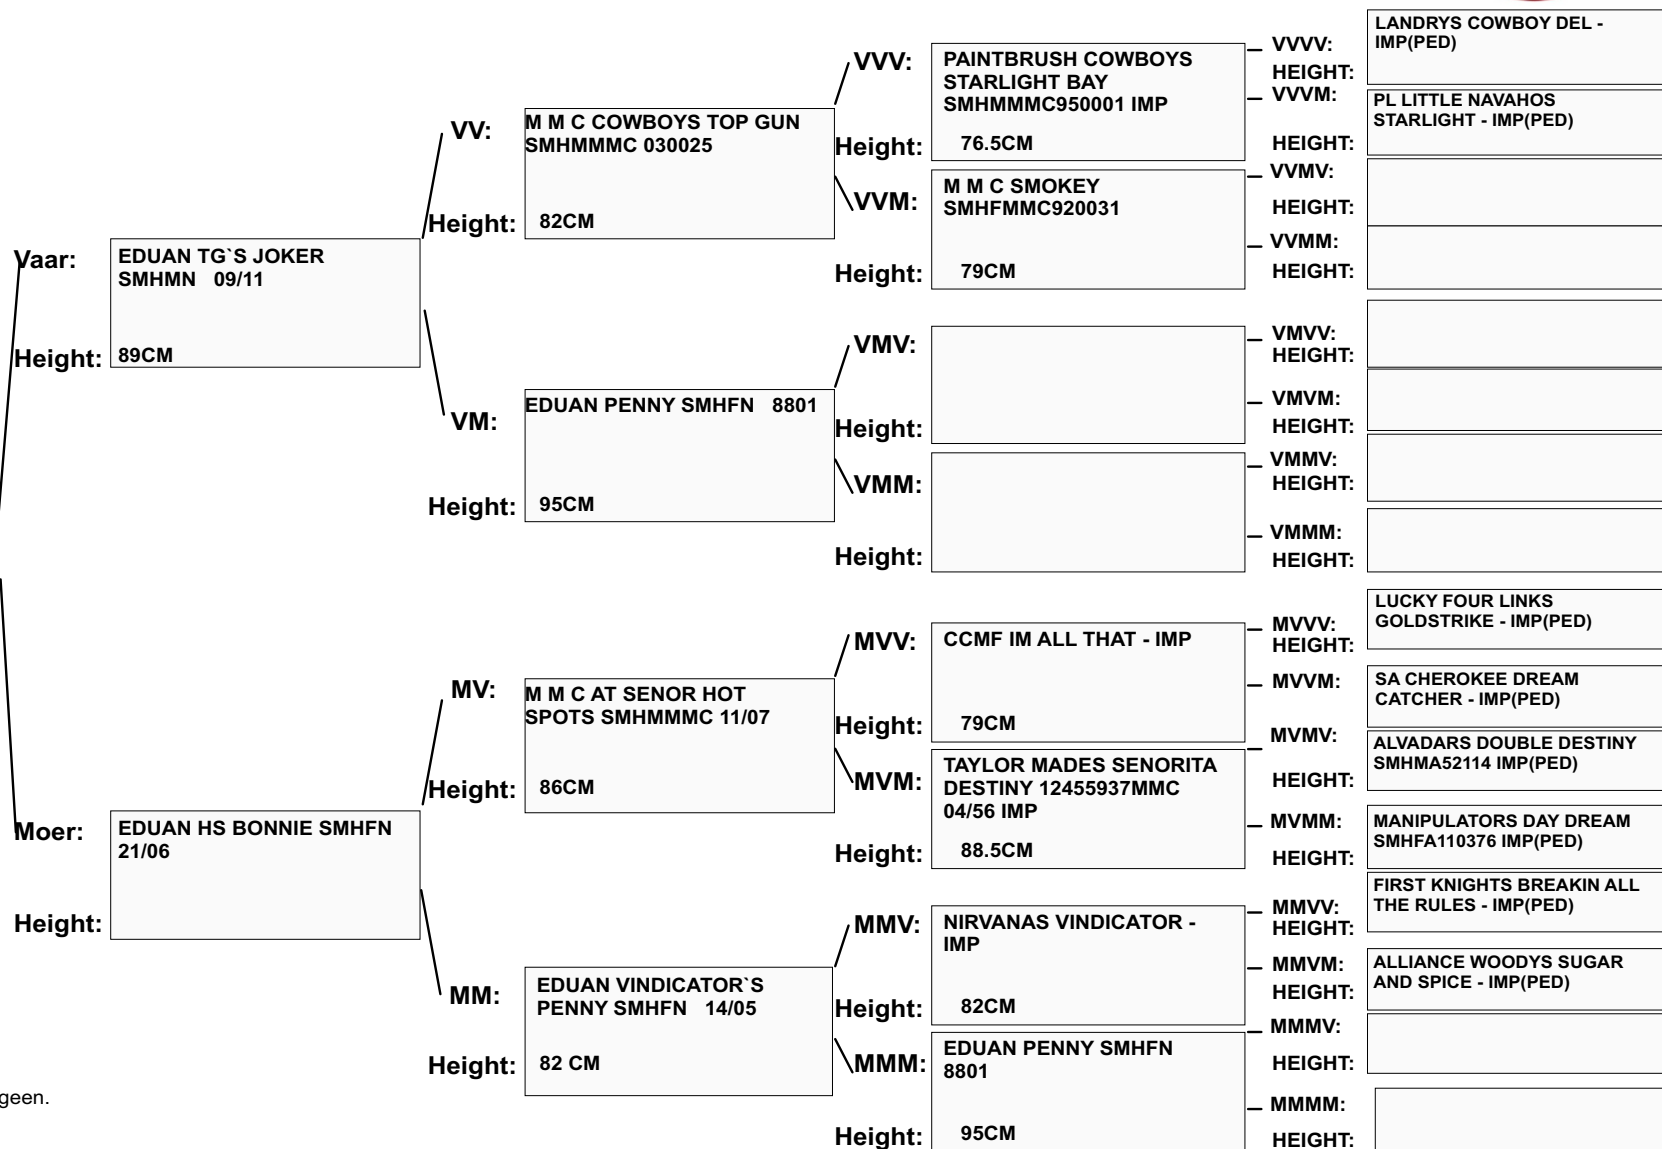 Vaar:
EDUAN TG`S JOKER
SMHMN 09/11
Height:
89CM
Moer:
EDUAN HS BONNIE SMHFN
21/06
Height:
geen.
VV:
M M C COWBOYS TOP GUN
SMHMMMC 030025
Height:
82CM
VM:
EDUAN PENNY SMHFN 8801
Height:
95CM
MV:
M M C AT SENOR HOT
SPOTS SMHMMMC 11/07
Height:
86CM
MM:
EDUAN VINDICATOR`S
PENNY SMHFN 14/05
Height:
82 CM
VVV:
PAINTBRUSH COWBOYS
STARLIGHT BAY
SMHMMMC950001 IMP
Height:
76.5CM
VVM:
M M C SMOKEY
SMHFMMC920031
Height:
79CM
VMV:
Height:
VMM:
Height:
MVV:
CCMF IM ALL THAT - IMP
Height:
79CM
MVM:
TAYLOR MADES SENORITA
DESTINY 12455937MMC
04/56 IMP
Height:
88.5CM
MMV:
NIRVANAS VINDICATOR -
IMP
Height:
82CM
MMM:
EDUAN PENNY SMHFN
8801
Height:
95CM
VVVV:
LANDRYS COWBOY DEL -
IMP(PED)
HEIGHT:
VVVM:
PL LITTLE NAVAHOS
STARLIGHT - IMP(PED)
HEIGHT:
VVMV:
HEIGHT:
VVMM:
HEIGHT:
VMVV:
HEIGHT:
VMVM:
HEIGHT:
VMMV:
HEIGHT:
VMMM:
HEIGHT:
MVVV:
LUCKY FOUR LINKS
GOLDSTRIKE - IMP(PED)
HEIGHT:
MVVM:
SA CHEROKEE DREAM
CATCHER - IMP(PED)
MVMV:
ALVADARS DOUBLE DESTINY
SMHMA52114 IMP(PED)
HEIGHT:
MVMM:
MANIPULATORS DAY DREAM
SMHFA110376 IMP(PED)
HEIGHT:
MMVV:
FIRST KNIGHTS BREAKIN ALL
THE RULES - IMP(PED)
HEIGHT:
MMVM:
ALLIANCE WOODYS SUGAR
AND SPICE - IMP(PED)
HEIGHT:
MMMV:
HEIGHT:
MMMM:
HEIGHT: